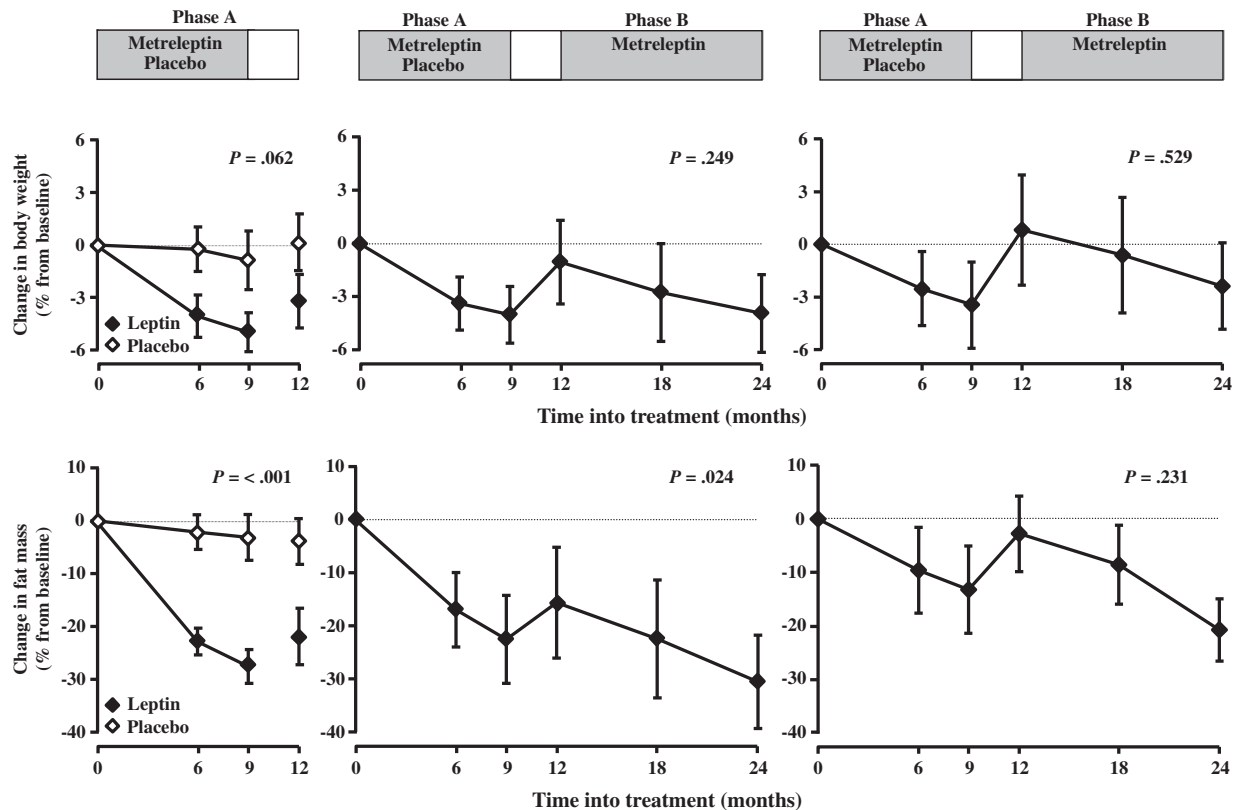 Phase A
Metreleptin
Placebo
Phase A
Phase B
Metreleptin
Placebo
Metreleptin
Phase A
Phase B
Metreleptin
Placebo
Metreleptin
Change in body weight
(% from baseline)
6
3
0
-3
-6
P = .062
Leptin
Placebo
0
6
9
12
6
3
0
-3
-6
P = .249
0
6
9
12
18
24
6
3
0
-3
-6
P = .529
0
6
9
12
18
24
Time into treatment (months)
Change in fat mass
(% from baseline)
10
0
-10
-20
-30
-40
P = < .001
Leptin
Placebo
0
6
9
12
10
0
-10
-20
-30
-40
P = .024
0
6
9
12
18
24
10
0
-10
-20
-30
-40
P = .231
0
6
9
12
18
24
Time into treatment (months)